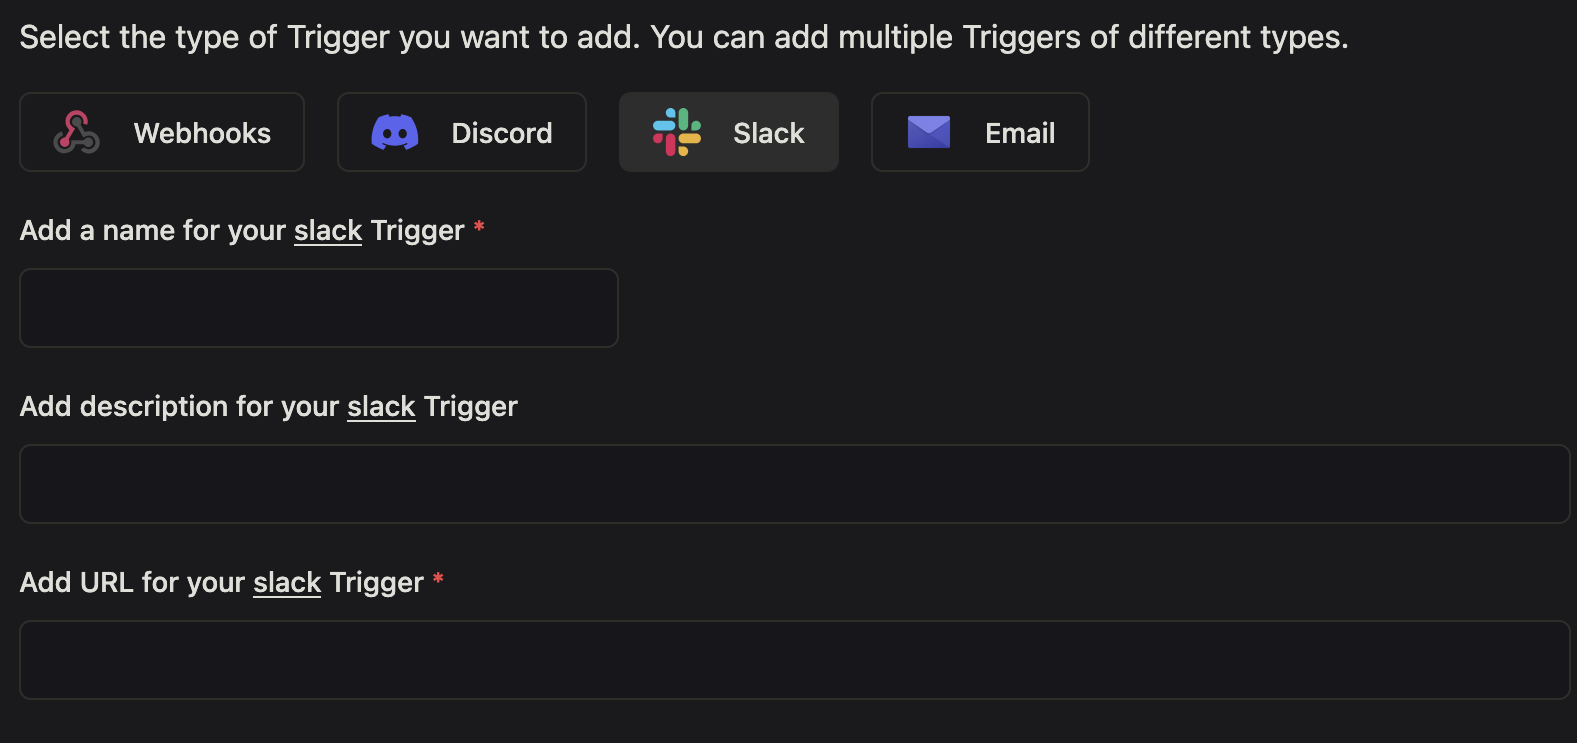 Select the type of Trigger you want to add. You can add multiple Triggers of different types.
Webhooks Discord Slack Email
Add a name for your slack Trigger *
Add description for your slack Trigger
Add URL for your slack Trigger *